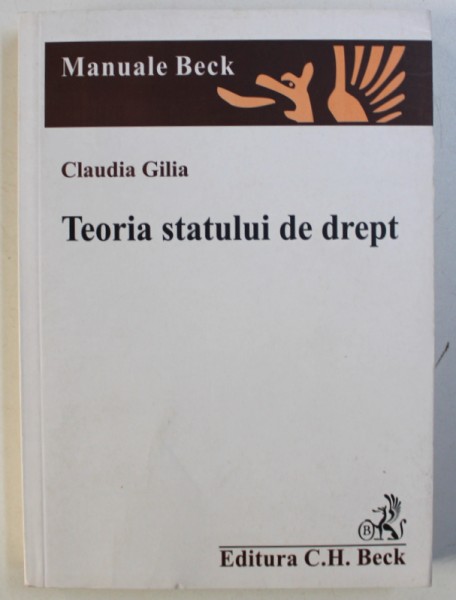 Manuale Beck
Claudia Gilia
Teoria statului de drept
B
Editura C.H. Beck